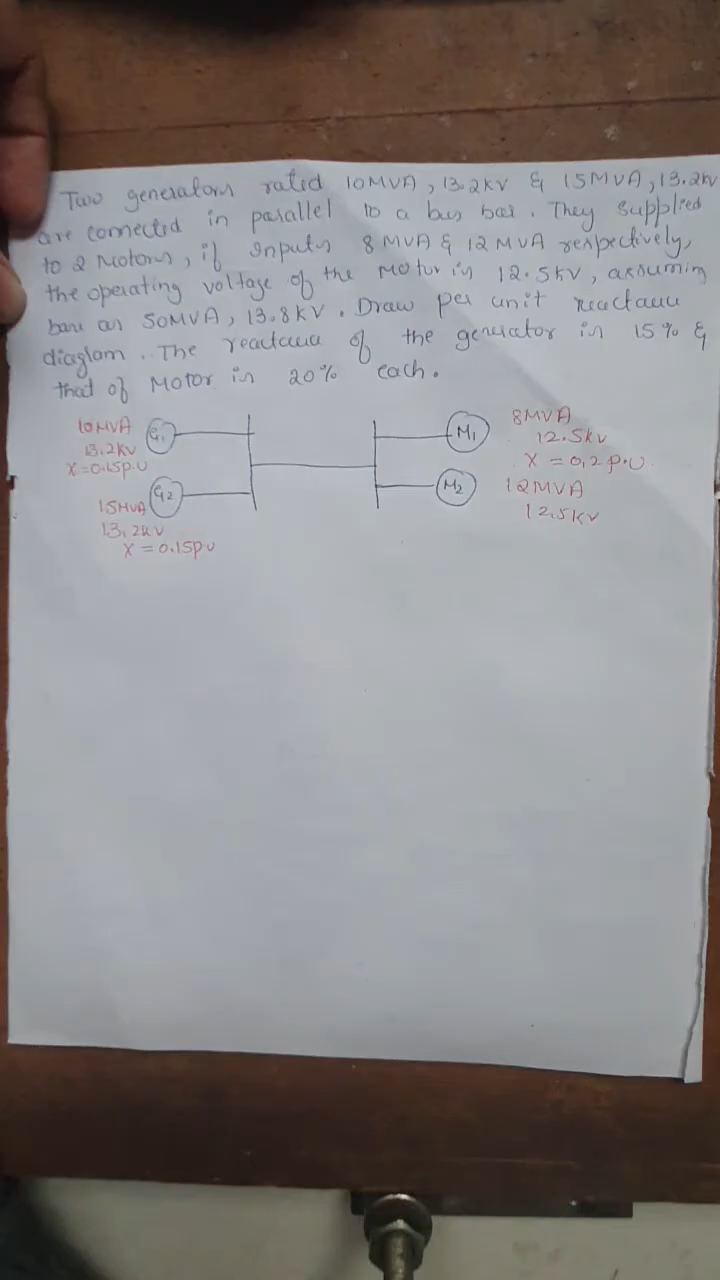 Two generators rated 10MVA, 13.2KV & 15MVA, 13.2KV
are connected in parallel to a bus bar. They supplied
to 2 Motors, if Inputs 8 MVA & 12 MVA respectively,
the operating voltage of the Motor is 12.5KV, assuming
base as 50MVA, 13.8KV. Draw per unit reactance
diaglam. The reactance of the generator is 15% &
that of Motor is 20% each.
10MVA
13.2KV
X=0.15p.U
G1
15MVA
13.2KV
X=0.15pU
G2
M1
8MVA
12.5KV
X=0.2p.U
M2
12MVA
12.5KV